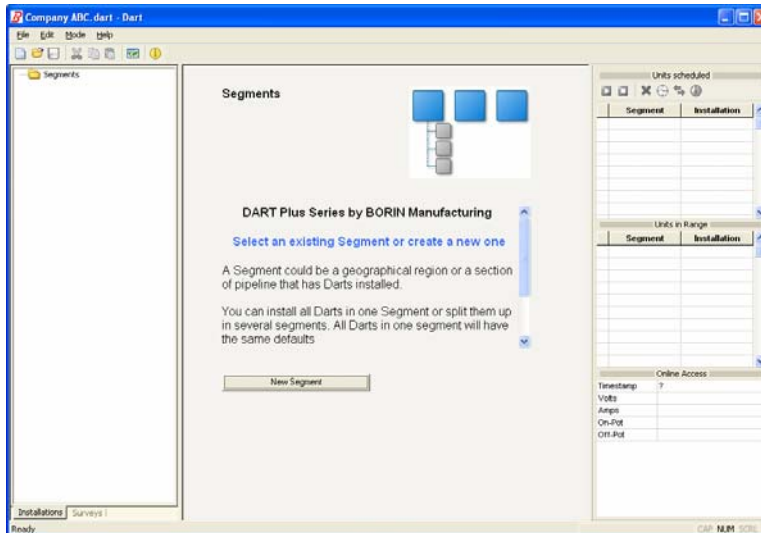 Company ABC.dart - Dart
File Edit Mode Help
Segments
Segments
DART Plus Series by BORIN Manufacturing
Select an existing Segment or create a new one
A Segment could be a geographical region or a section
of pipeline that has Darts installed.
You can install all Darts in one Segment or split them up
in several segments. All Darts in one segment will have
the same defaults
New Segment
Units scheduled
Segment Installation
Units in Range
Segment Installation
Online Access
Timestamp ?
Volts
Amps
On-Pot
Off-Pot
Installations Surveys
Ready
CAP NUM SCRL